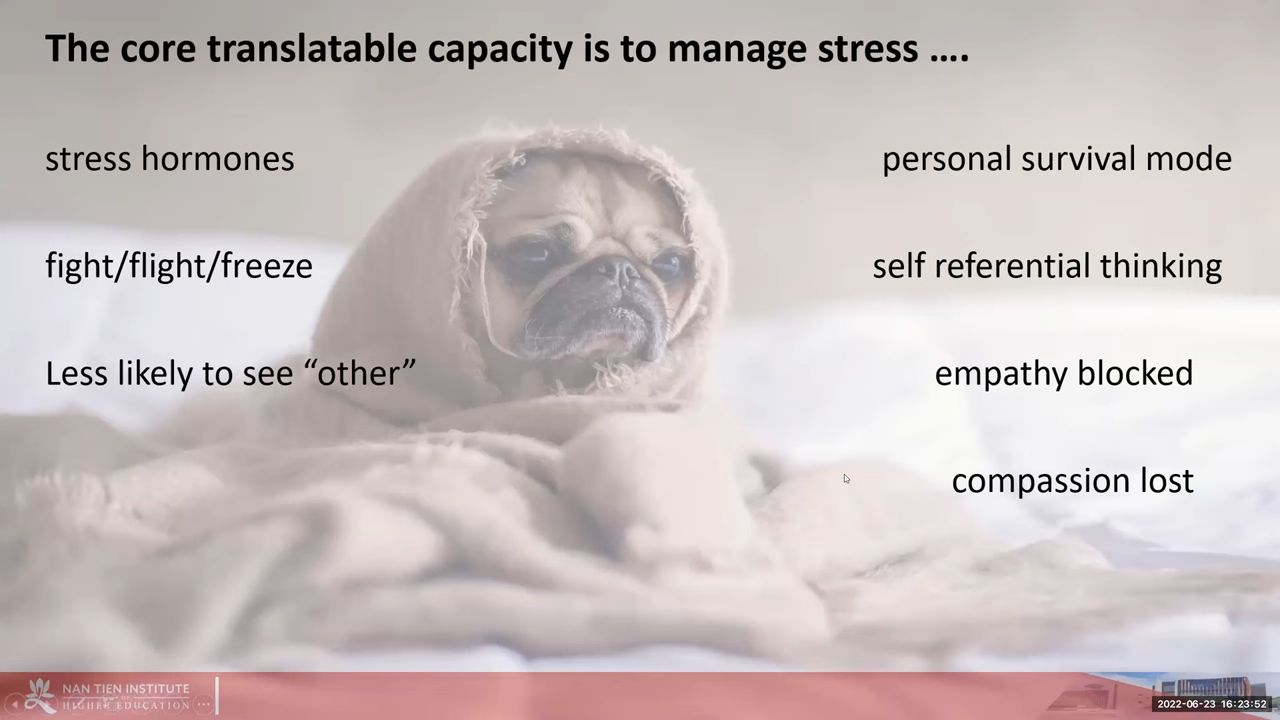 The core translatable capacity is to manage stress ....
stress hormones
personal survival mode
fight/flight/freeze
self referential thinking
Less likely to see “other”
empathy blocked
compassion lost
NAN TIEN INSTITUTE
OF
HIGHER EDUCATION
2022-06-23 16:23:52